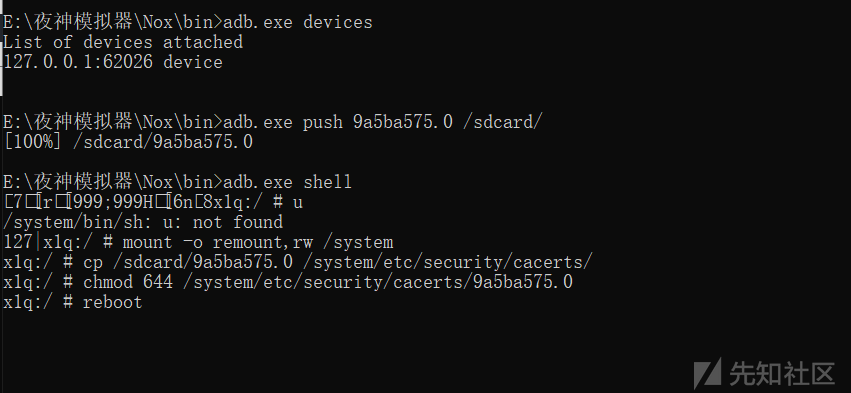 E:\夜神模拟器\Nox\bin>adb.exe devices
List of devices attached
127.0.0.1:62026 device
E:\夜神模拟器\Nox\bin>adb.exe push 9a5ba575.0 /sdcard/
[100%] /sdcard/9a5ba575.0
E:\夜神模拟器\Nox\bin>adb.exe shell
[7□[r□[999;999H□[6n□8x1q:/ # u
/system/bin/sh: u: not found
127|x1q:/ # mount -o remount,rw /system
x1q:/ # cp /sdcard/9a5ba575.0 /system/etc/security/cacerts/
x1q:/ # chmod 644 /system/etc/security/cacerts/9a5ba575.0
x1q:/ # reboot
先知社区